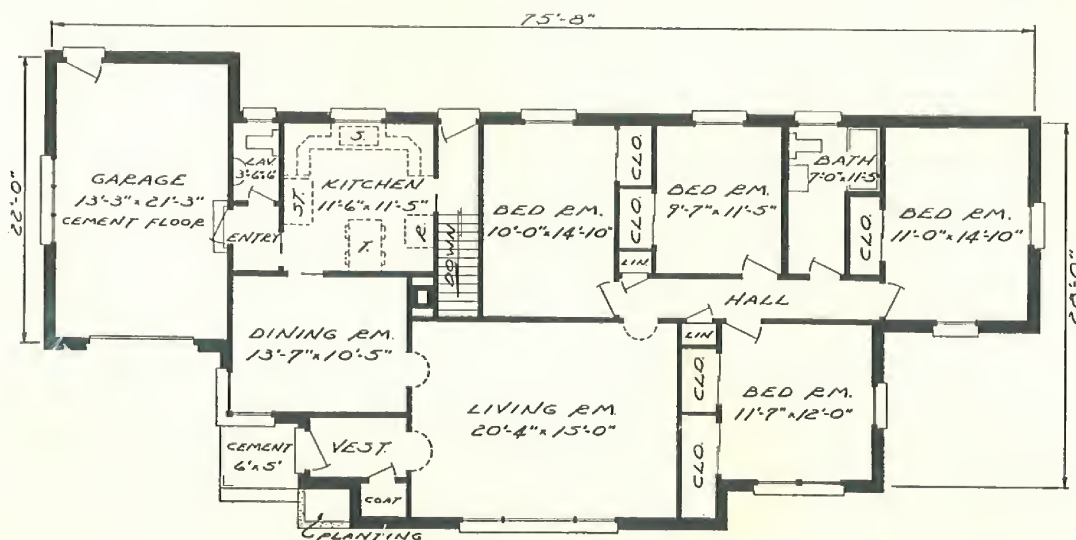 75'-8"
22'-0"
28'-0"
GARAGE
13'-3" x 21'-3"
CEMENT FLOOR
LAV.
ENTRY
S.
ST.
KITCHEN
11'-6" x 11'-5"
T.
R.
DOWN
BED RM.
10'-0" x 14'-10"
CLO.
CLO.
LIN.
BED RM.
9'-7" x 11'-5"
BATH
7'-0" x 11'-5"
CLO.
BED RM.
11'-0" x 14'-10"
HALL
DINING RM.
13'-7" x 10'-5"
LIVING RM.
20'-4" x 15'-0"
LIN
CLO.
CLO.
BED RM.
11'-7" x 12'-0"
CEMENT
6' x 5'
VEST.
COAT
PLANTING